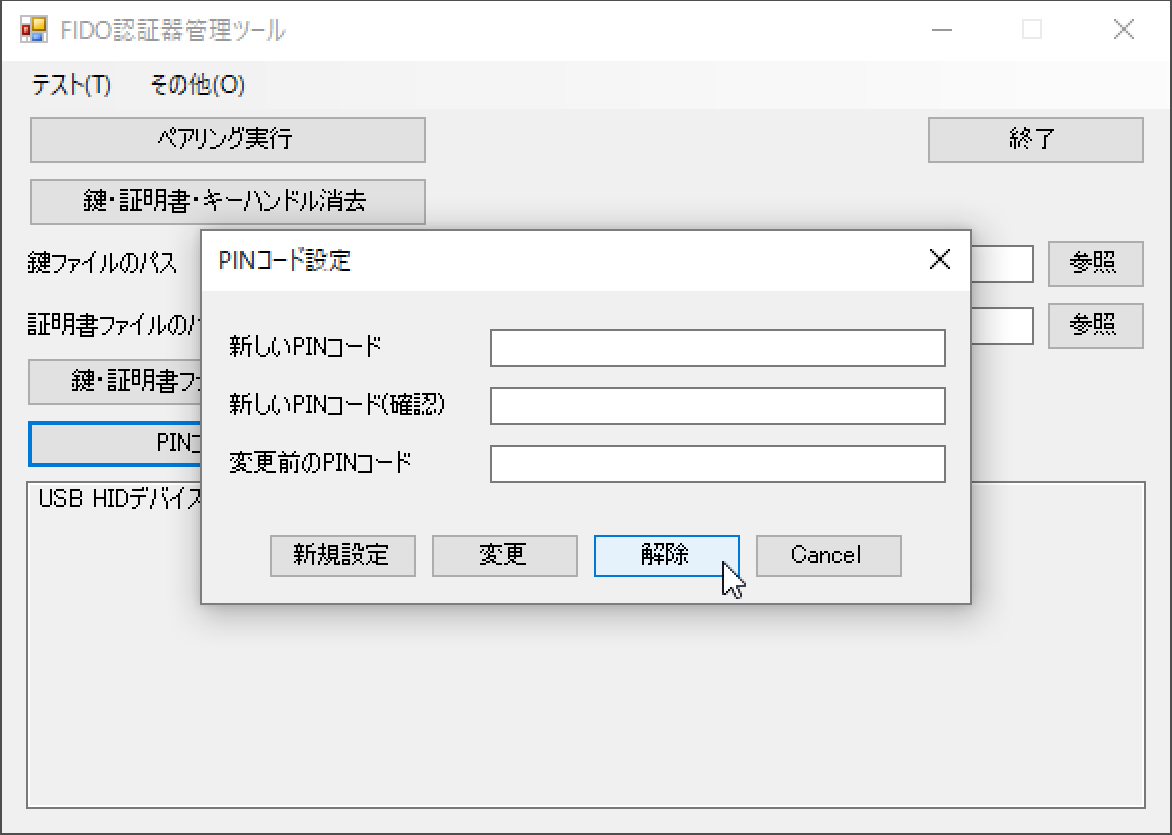 FIDO認証器管理ツール
テスト(T) その他(O)
ペアリング実行
終了
鍵・証明書・キーハンドル消去
鍵ファイルのパス
参照
証明書ファイルの
参照
鍵・証明書フ
PIN
USB HIDデバイス
PINコード設定
新しいPINコード
新しいPINコード(確認)
変更前のPINコード
新規設定 変更 解除 Cancel